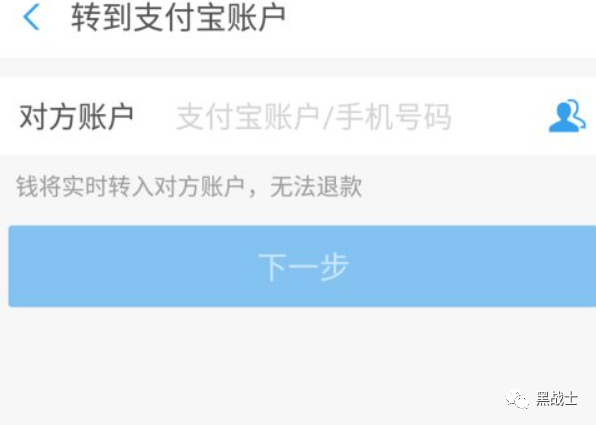 转到支付宝账户
对方账户 支付宝账户/手机号码
钱将实时转入对方账户，无法退款
下一步
黑战士